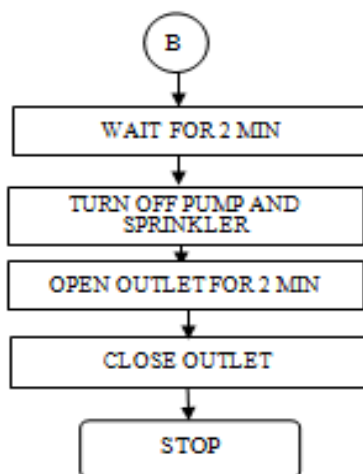 B
WAIT FOR 2 MIN
TURN OFF PUMP AND
SPRINKLER
OPEN OUTLET FOR 2 MIN
CLOSE OUTLET
STOP